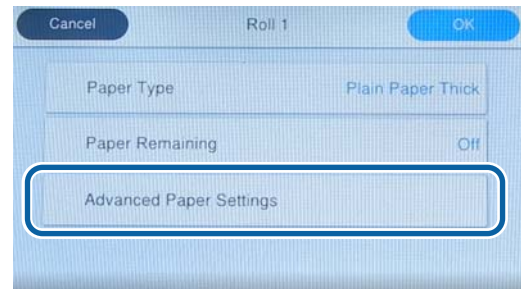 Cancel Roll 1 OK
Paper Type Plain Paper Thick
Paper Remaining Off
Advanced Paper Settings